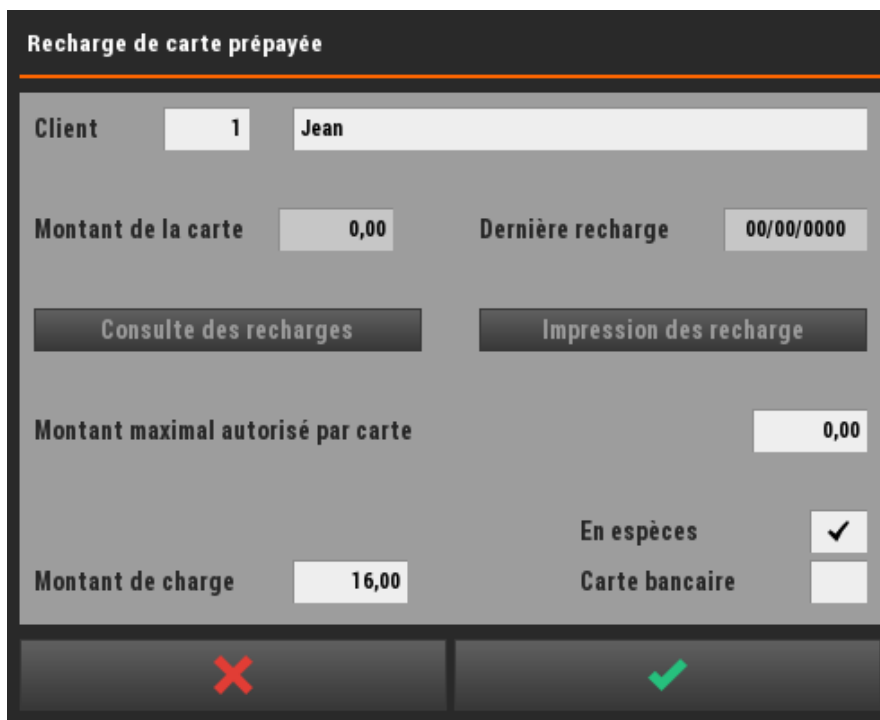 Recharge de carte prépayée
Client 1 Jean
Montant de la carte 0,00 Dernière recharge 00/00/0000
Consulte des recharges Impression des recharge
Montant maximal autorisé par carte 0,00
En espèces
Montant de charge 16,00 Carte bancaire